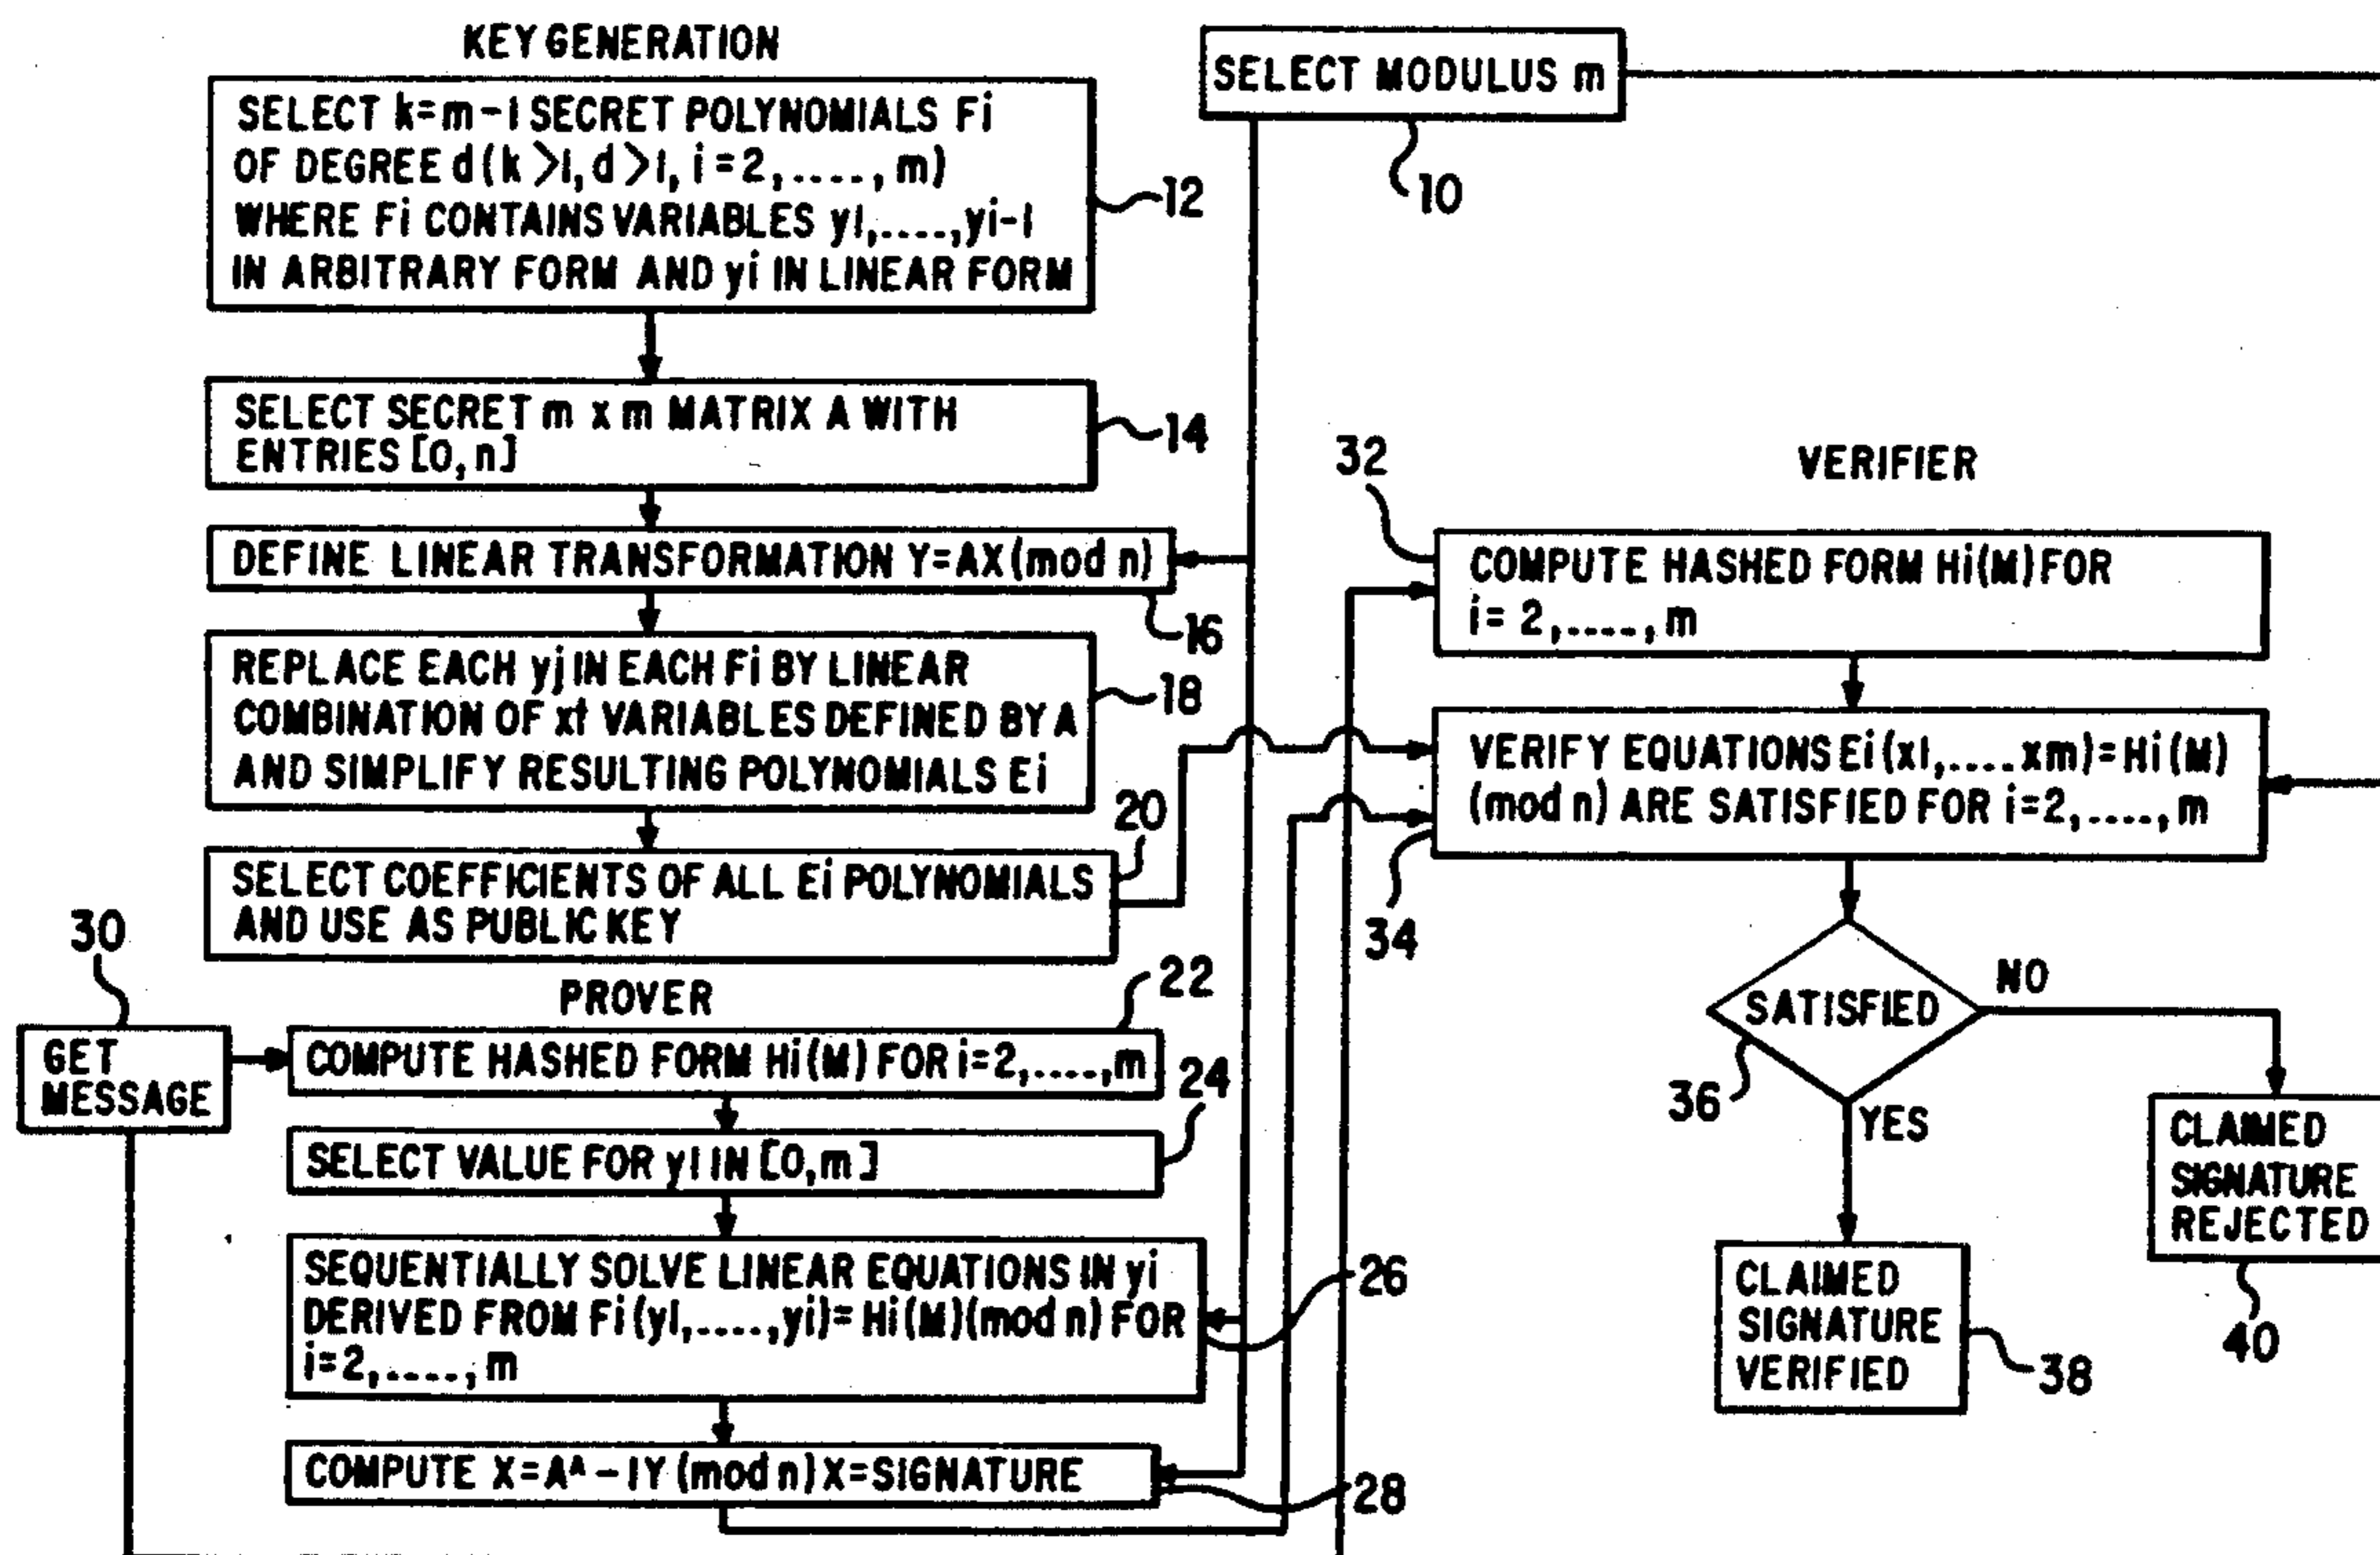 KEY GENERATION
SELECT k=m-1 SECRET POLYNOMIALS Fi
OF DEGREE d(k>1, d>1, i=2,....,m)
WHERE Fi CONTAINS VARIABLES y1,....,yi-1
IN ARBITRARY FORM AND yi IN LINEAR FORM
12
SELECT SECRET m x m MATRIX A WITH
ENTRIES [0,n]
14
DEFINE LINEAR TRANSFORMATION Y=AX(mod n)
16
REPLACE EACH yj IN EACH Fi BY LINEAR
COMBINATION OF xt VARIABLES DEFINED BY A
AND SIMPLIFY RESULTING POLYNOMIALS Ei
18
SELECT COEFFICIENTS OF ALL Ei POLYNOMIALS
AND USE AS PUBLIC KEY
20
SELECT MODULUS m
10
PROVER
30
GET
MESSAGE
COMPUTE HASHED FORM Hi(M) FOR i=2,....,m
22
SELECT VALUE FOR y1 IN [0,m]
24
SEQUENTIALLY SOLVE LINEAR EQUATIONS IN yi
DERIVED FROM Fi(y1,....,yi)=Hi(M)(mod n) FOR
i=2,....,m
26
COMPUTE X=A^-1Y(mod n) X=SIGNATURE
28
VERIFIER
32
COMPUTE HASHED FORM Hi(M) FOR
i=2,....,m
VERIFY EQUATIONS Ei(x1,....xm)=Hi(M)
(mod n) ARE SATISFIED FOR i=2,....,m
34
SATISFIED
36
NO
YES
CLAIMED
SIGNATURE
VERIFIED
38
CLAIMED
SIGNATURE
REJECTED
40